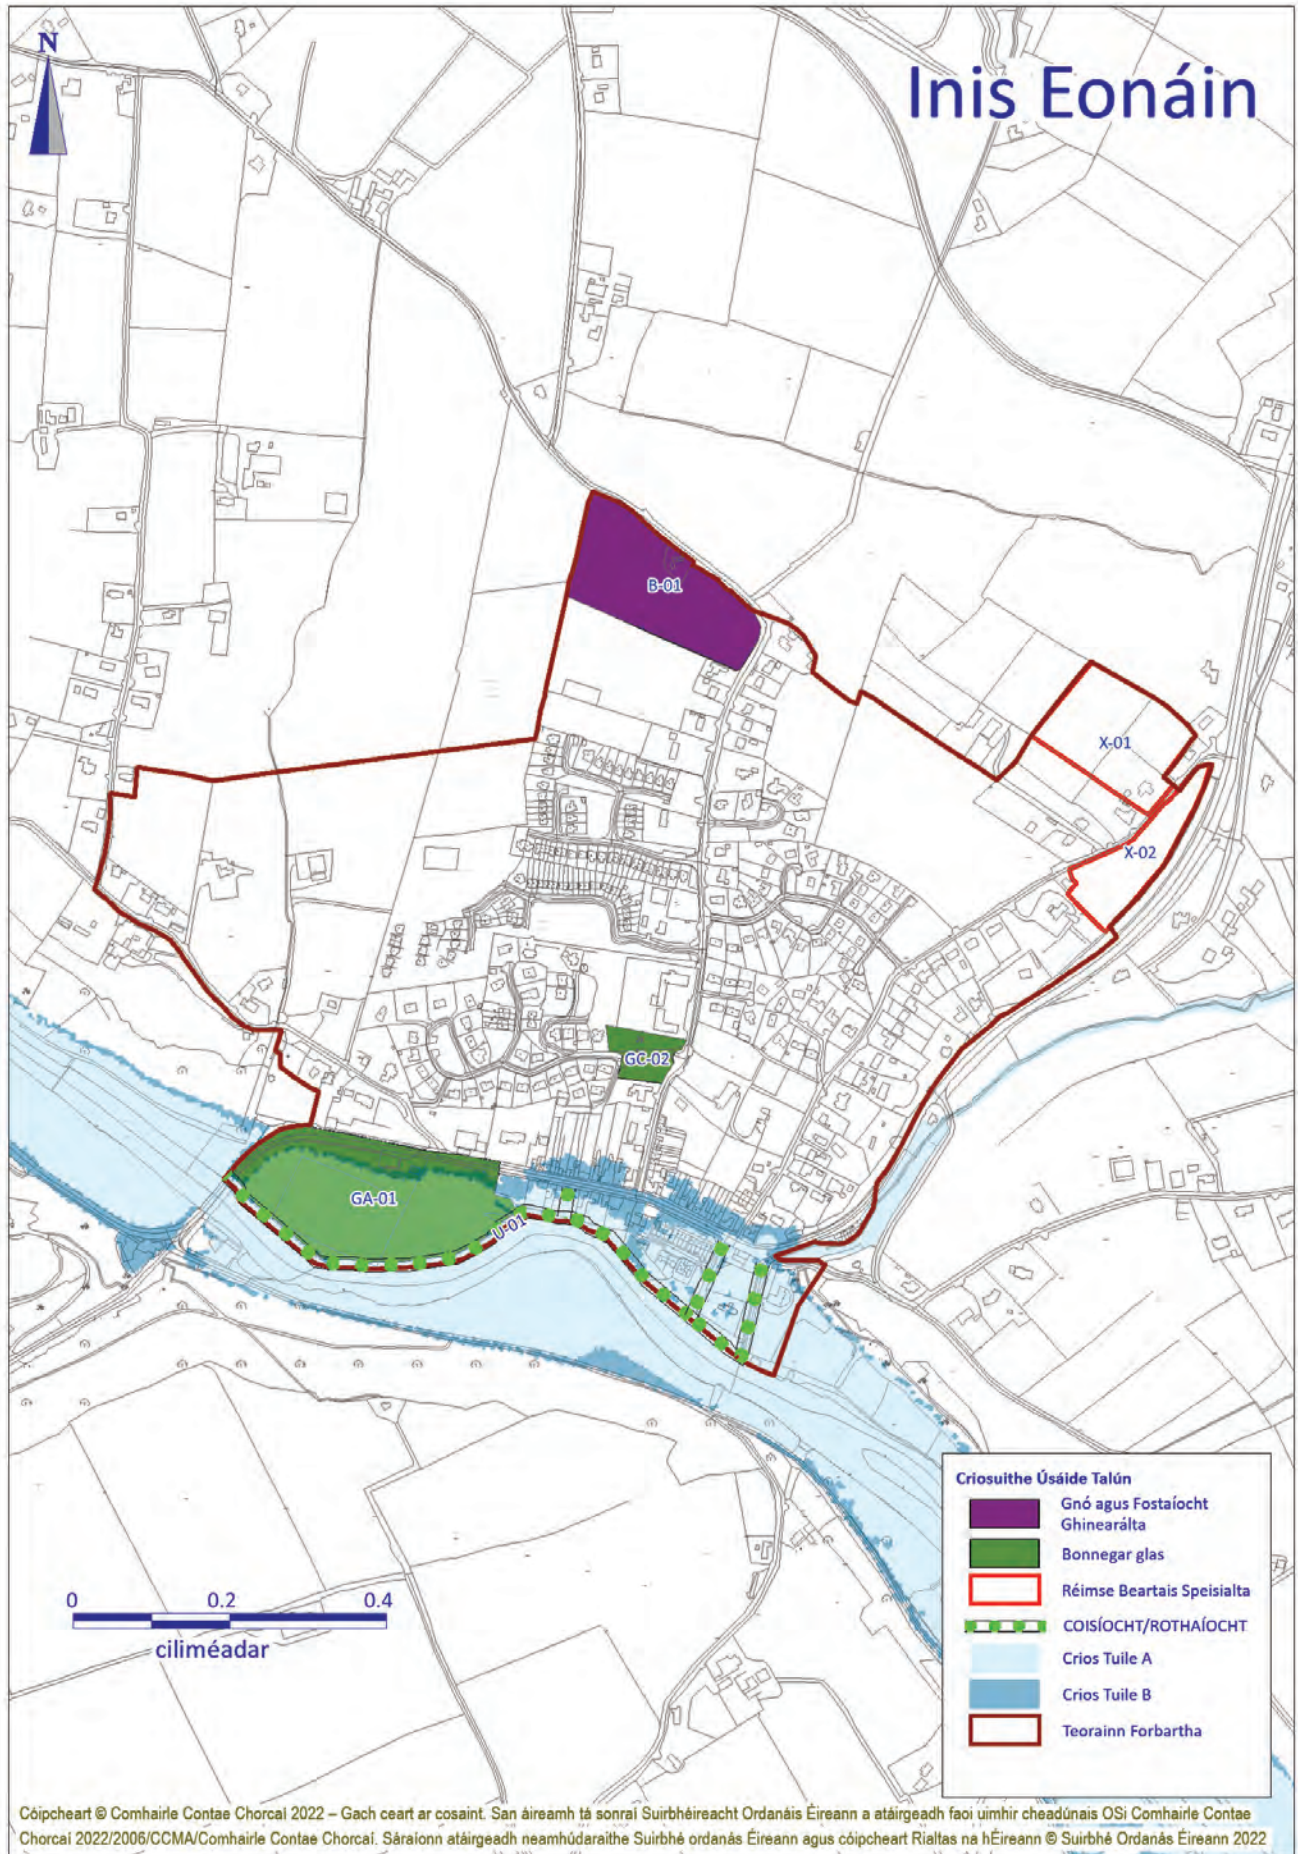 N
Inis Eonáin
B-01
X-01
X-02
GC-02
GA-01
U-01
Criosuithe Úsáide Talún
Gnó agus Fostaíocht
Ghinearálta
Bonnegar glas
Réimse Beartais Speisialta
COISÍOCHT/ROTHAÍOCHT
Crios Tuile A
Crios Tuile B
Teorainn Forbartha
0 0.2 0.4
ciliméadar
Cóipcheart © Comhairle Contae Chorcaí 2022 – Gach ceart ar cosaint. San áireamh tá sonraí Suirbhéireacht Ordanáis Éireann a atáirgeadh faoi uimhir cheadúnais OSi Comhairle Contae
Chorcaí 2022/2006/CCMA/Comhairle Contae Chorcaí. Sáraíonn atáirgeadh neamhúdaraithe Suirbhé ordanás Éireann agus cóipcheart Rialtas na hÉireann © Suirbhé Ordanás Éireann 2022